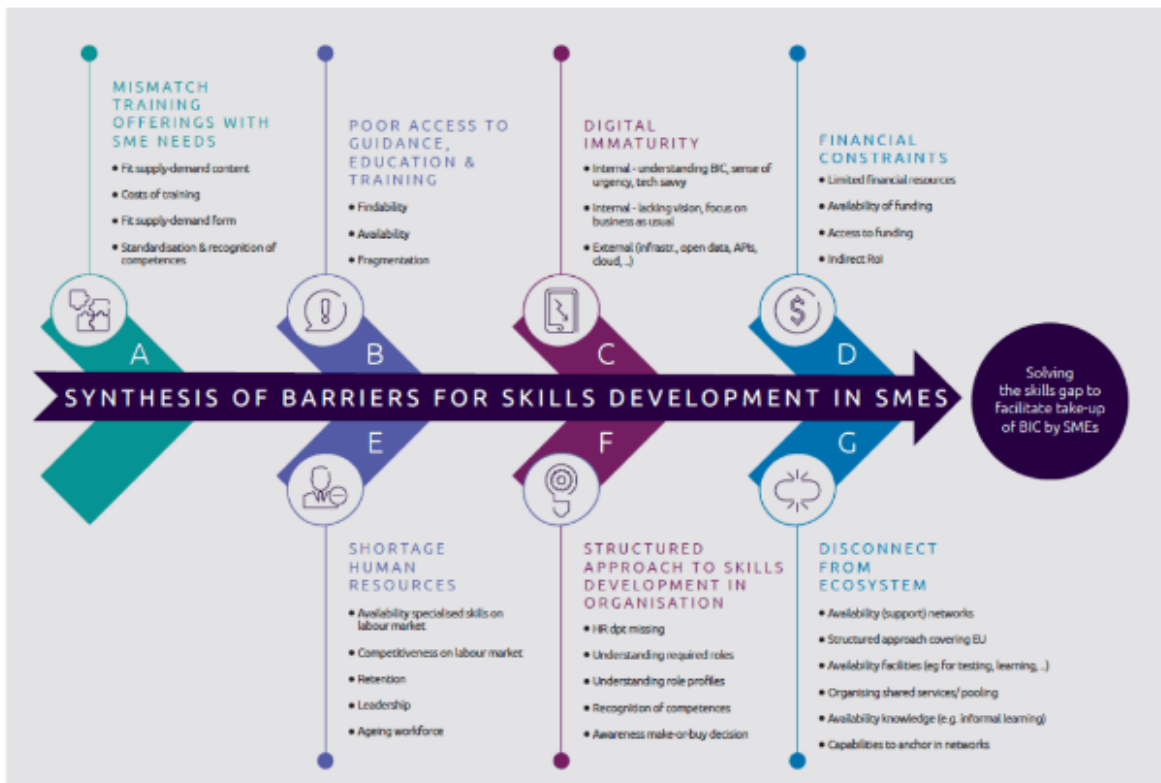 MISMATCH
TRAINING
OFFERINGS WITH
SME NEEDS
• Fit supply-demand content
• Costs of training
• Fit supply-demand form
• Standardisation & recognition of
competences
A
POOR ACCESS TO
GUIDANCE,
EDUCATION &
TRAINING
• Findability
• Availability
• Fragmentation
B
DIGITAL
IMMATURITY
• Internal - understanding BIC, sense of
urgency, tech savvy
• Internal - lacking vision, focus on
business as usual
• External (infrastr., open data, APIs,
cloud, ..)
C
FINANCIAL
CONSTRAINTS
• Limited financial resources
• Availability of funding
• Access to funding
• Indirect RoI
$
D
SYNTHESIS OF BARRIERS FOR SKILLS DEVELOPMENT IN SMES
Solving
the skills gap to
facilitate take-up
of BIC by SMEs
E
SHORTAGE
HUMAN
RESOURCES
• Availability specialised skills on
labour market
• Competitiveness on labour market
• Retention
• Leadership
• Ageing workforce
F
STRUCTURED
APPROACH TO SKILLS
DEVELOPMENT IN
ORGANISATION
• HR dpt missing
• Understanding required roles
• Understanding role profiles
• Recognition of competences
• Awareness make-or-buy decision
G
DISCONNECT
FROM
ECOSYSTEM
• Availability (support) networks
• Structured approach covering EU
• Availability facilities (eg for testing, learning, ..)
• Organising shared services/ pooling
• Availability knowledge (e.g. informal learning)
• Capabilities to anchor in networks